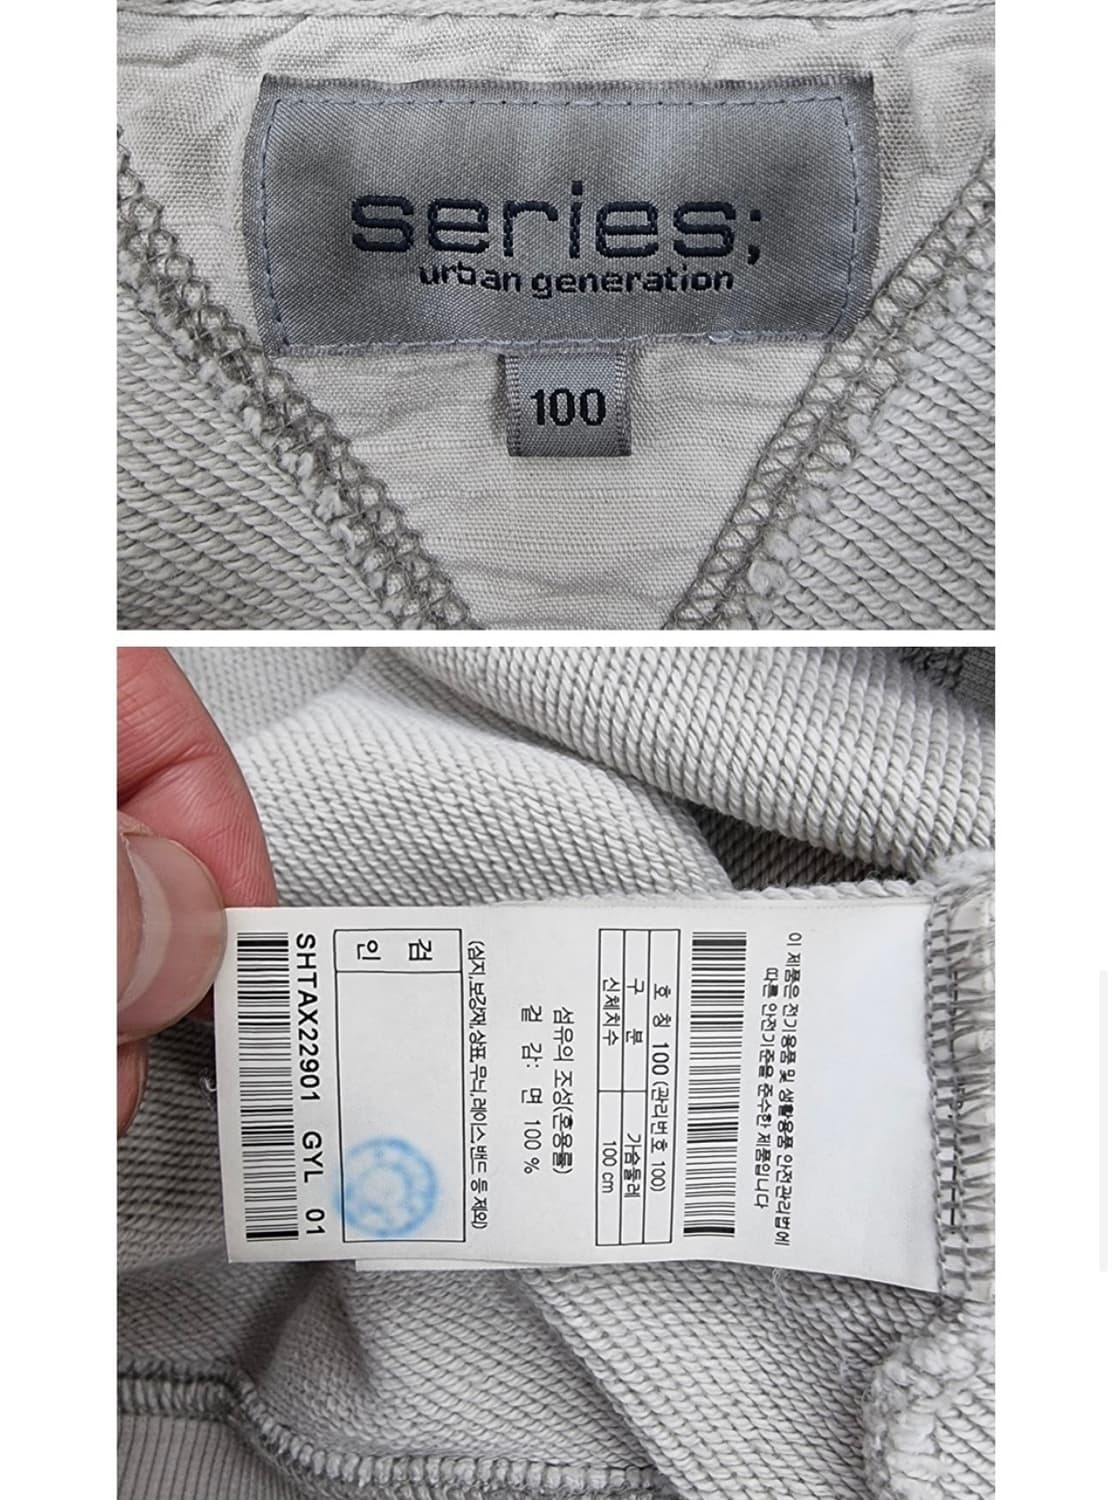 series;
urban generation
100
이 제품은 전기용품 및 생활용품 안전관리법에
따른 안전기준을 준수한 제품입니다
호 칭 100 (관리번호 100)
구 분 가슴둘레
신체치수 100 cm
섬유의 조성(혼용률)
겉 감: 면 100 %
(심지,보강재,상표,무늬,레이스,밴드 등 제외)
검
인
SHTAX22901 GYL 01